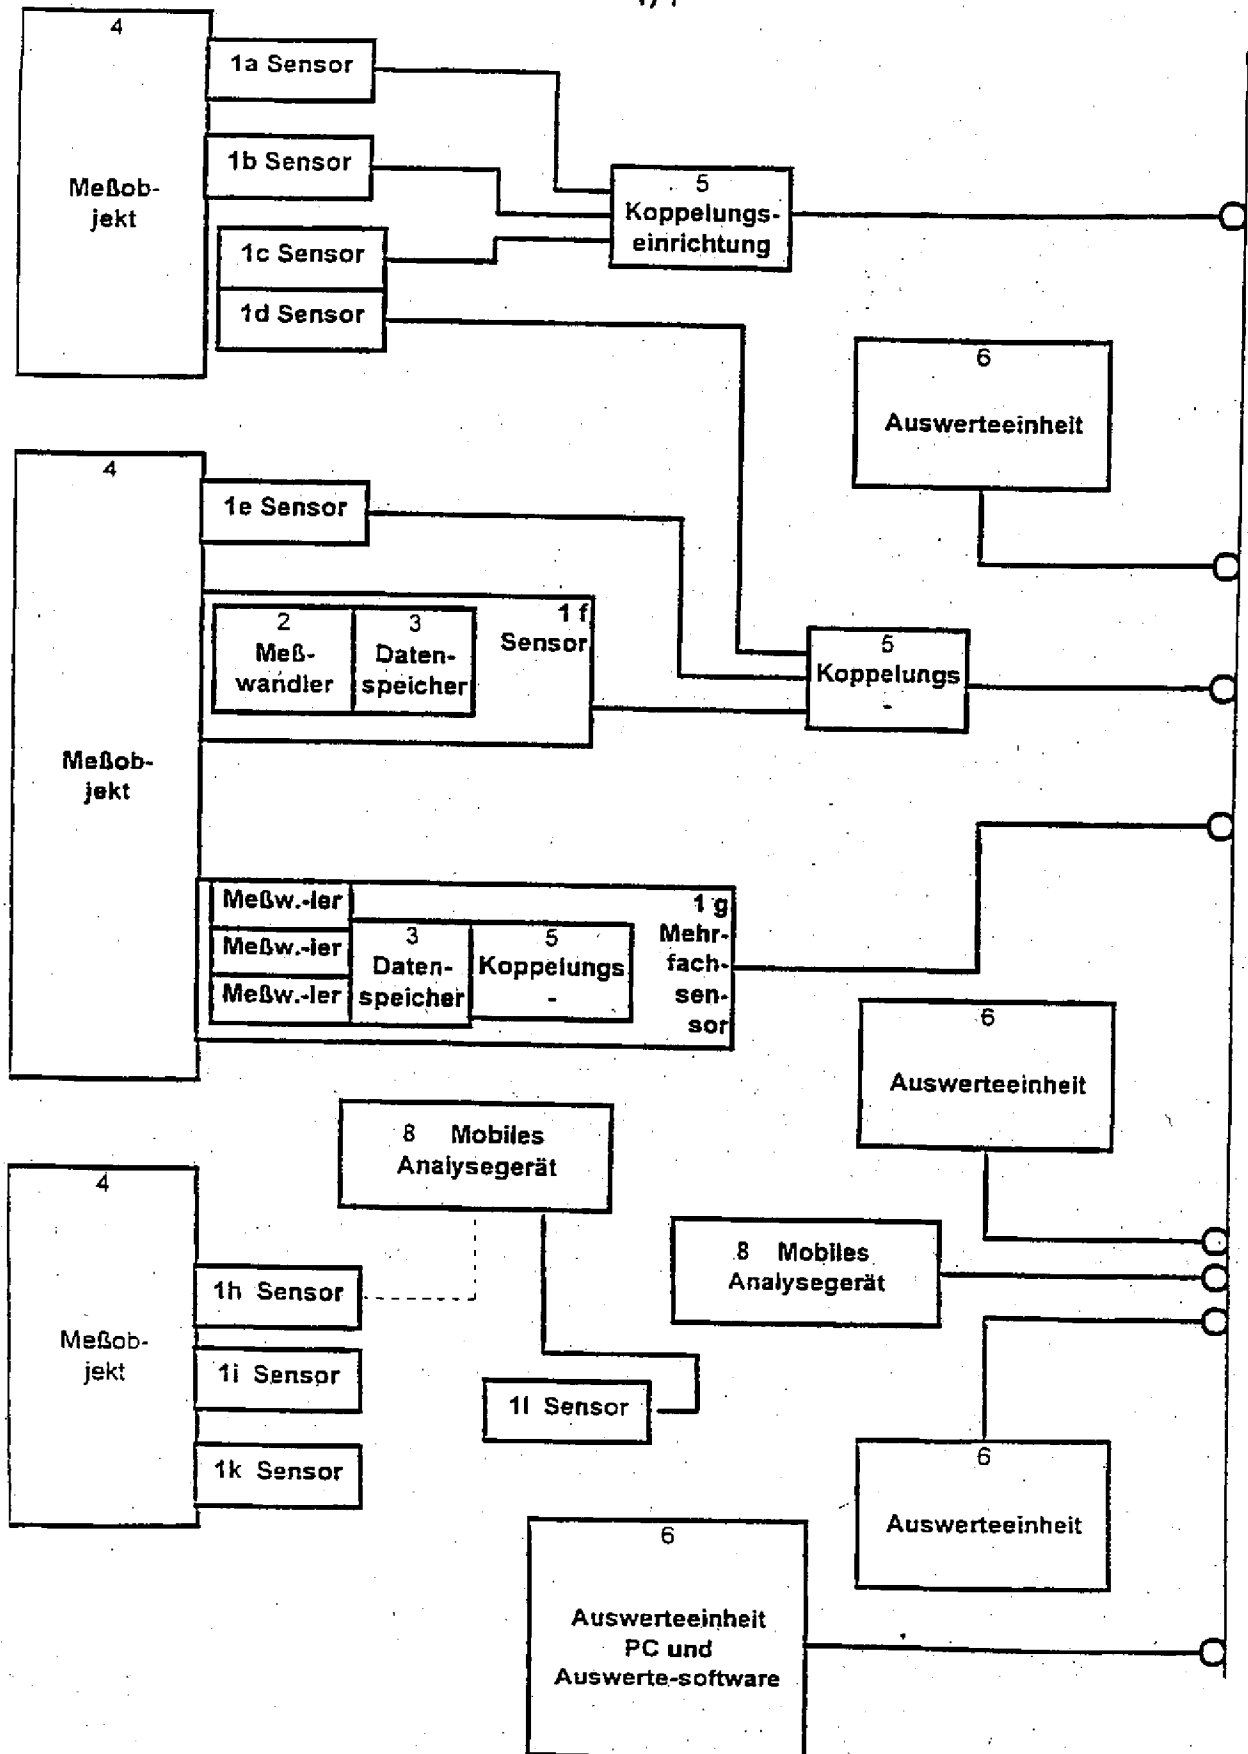 4
Meßob-
jekt
1a Sensor
1b Sensor
1c Sensor
1d Sensor
5
Koppelungs-
einrichtung
6
Auswerteeinheit
4
Meßob-
jekt
1e Sensor
1 f
Sensor
2
Meß-
wandler
3
Daten-
speicher
5
Koppelungs
-
Meßw.-ler
Meßw.-ler
Meßw.-ler
3
Daten-
speicher
5
Koppelungs
-
1 g
Mehr-
fach-
sen-
sor
6
Auswerteeinheit
8 Mobiles
Analysegerät
4
Meßob-
jekt
1h Sensor
1i Sensor
1k Sensor
1l Sensor
8 Mobiles
Analysegerät
6
Auswerteeinheit
6
Auswerteeinheit
PC und
Auswerte-software